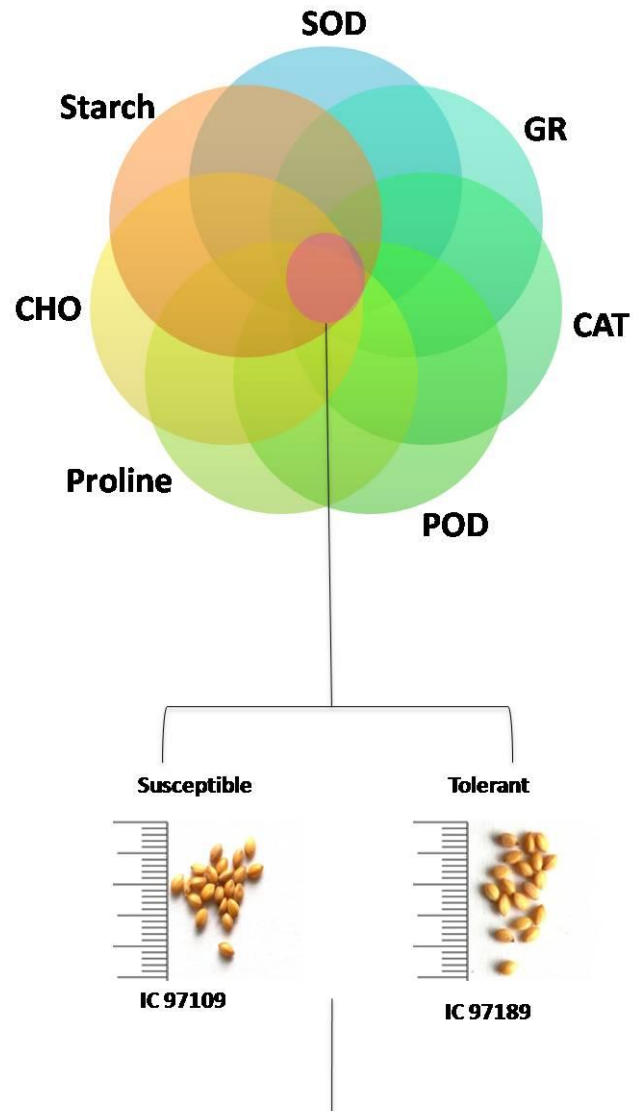 SOD
Starch
GR
CHO
CAT
Proline
POD
Susceptible
Tolerant
IC 97109
IC 97189